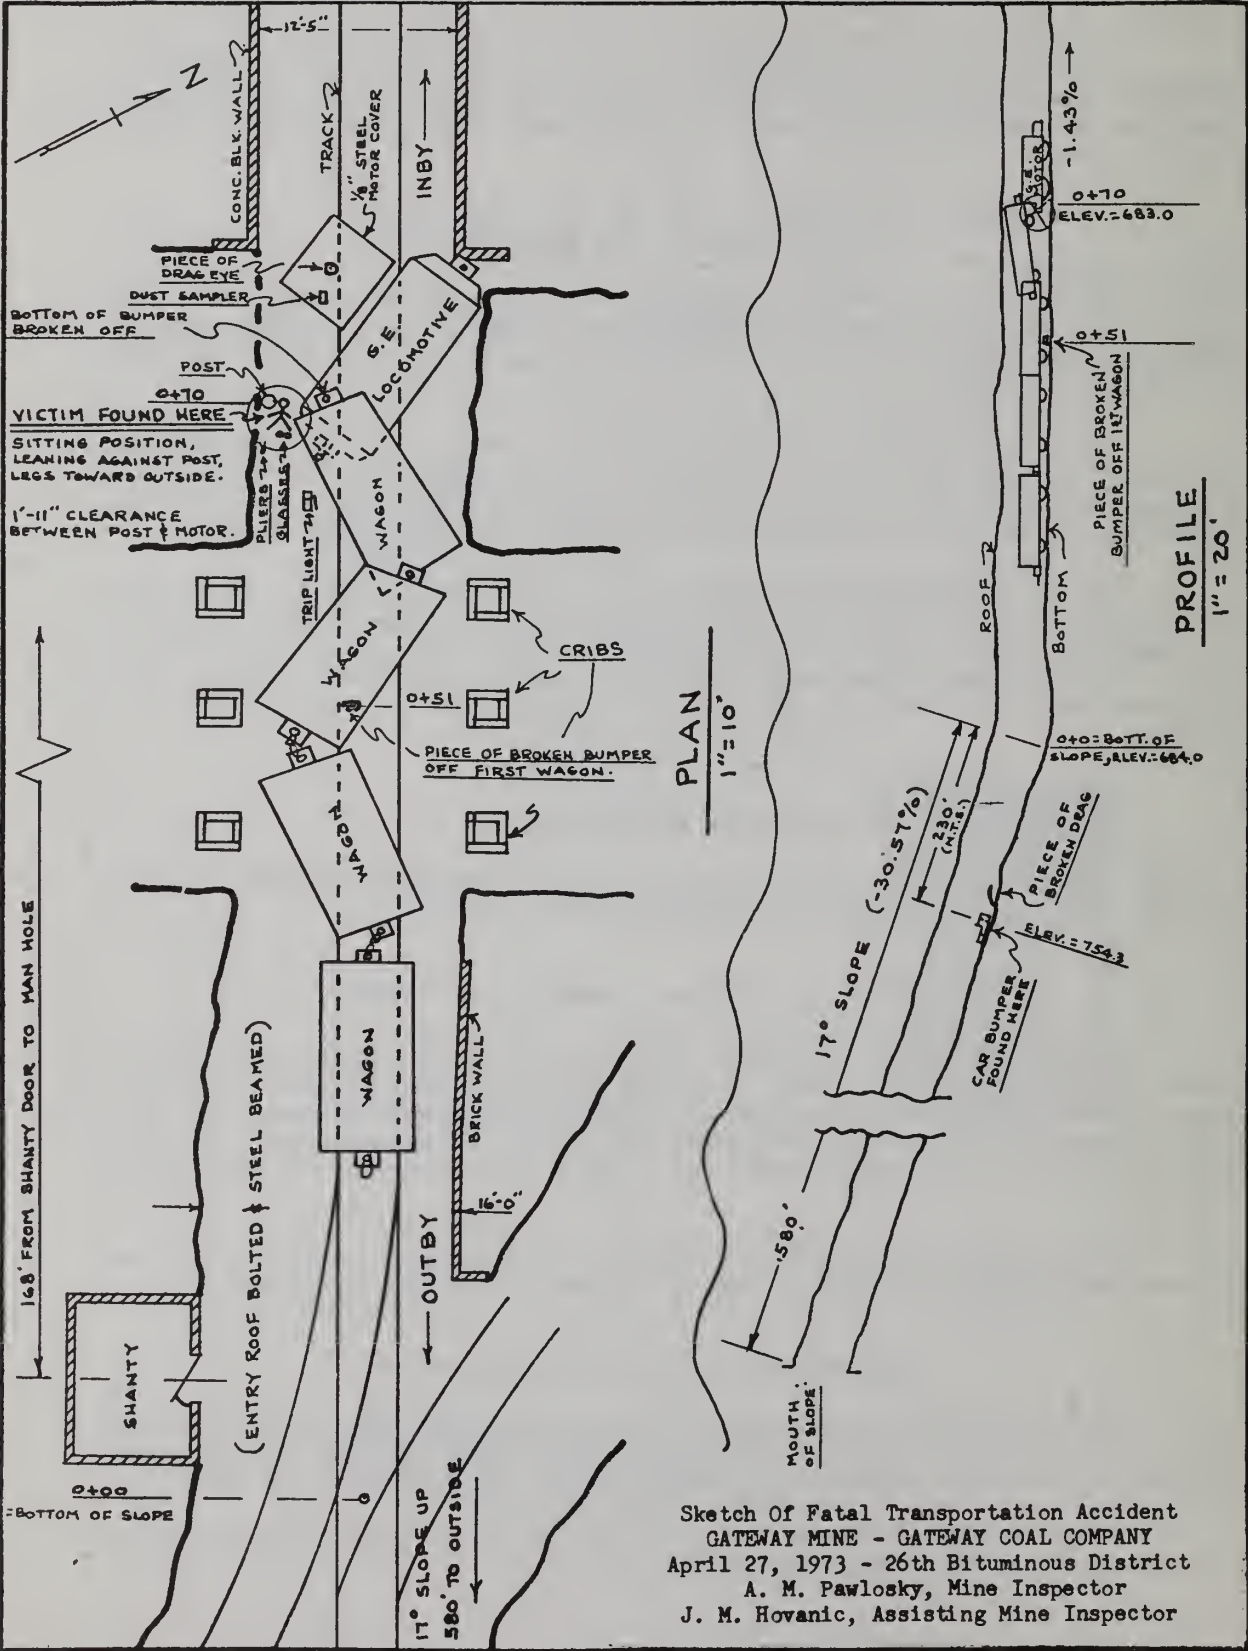 12'-5"
N
CONC. BLK. WALL
TRACK
1/8" STEEL
MOTOR COVER
INBY
PIECE OF
DRAG EYE
DUST SAMPLER
BOTTOM OF BUMPER
BROKEN OFF
G.E.
LOCOMOTIVE
POST
0+70
VICTIM FOUND HERE
SITTING POSITION,
LEANING AGAINST POST,
LEGS TOWARD OUTSIDE.
1'-11" CLEARANCE
BETWEEN POST & MOTOR.
PLIERS
GLASSES
TRIP LIGHT
WAGON
WAGON
CRIBS
0+51
PIECE OF BROKEN BUMPER
OFF FIRST WAGON.
WAGON
WAGON
168' FROM SHANTY DOOR TO MAN HOLE
(ENTRY ROOF BOLTED & STEEL BEAMED)
BRICK WALL
16'-0"
OUTBY
SHANTY
0+00
=BOTTOM OF SLOPE
17° SLOPE UP
580' TO OUTSIDE
PLAN
1"=10'
-1.43%
G.E.
MOTOR
0+70
ELEV.=683.0
0+51
PIECE OF BROKEN
BUMPER OFF 1ST WAGON
ROOF
BOTTOM
PROFILE
1"=20'
0+0=BOTT. OF
SLOPE, ELEV.=684.0
17° SLOPE (-30.57%)
230'
(N.T.S.)
PIECE OF
BROKEN DRAG
ELEV.=754.3
CAR BUMPER
FOUND HERE
580'
MOUTH
OF SLOPE
Sketch Of Fatal Transportation Accident
GATEWAY MINE - GATEWAY COAL COMPANY
April 27, 1973 - 26th Bituminous District
A. M. Pawlosky, Mine Inspector
J. M. Hovanic, Assisting Mine Inspector